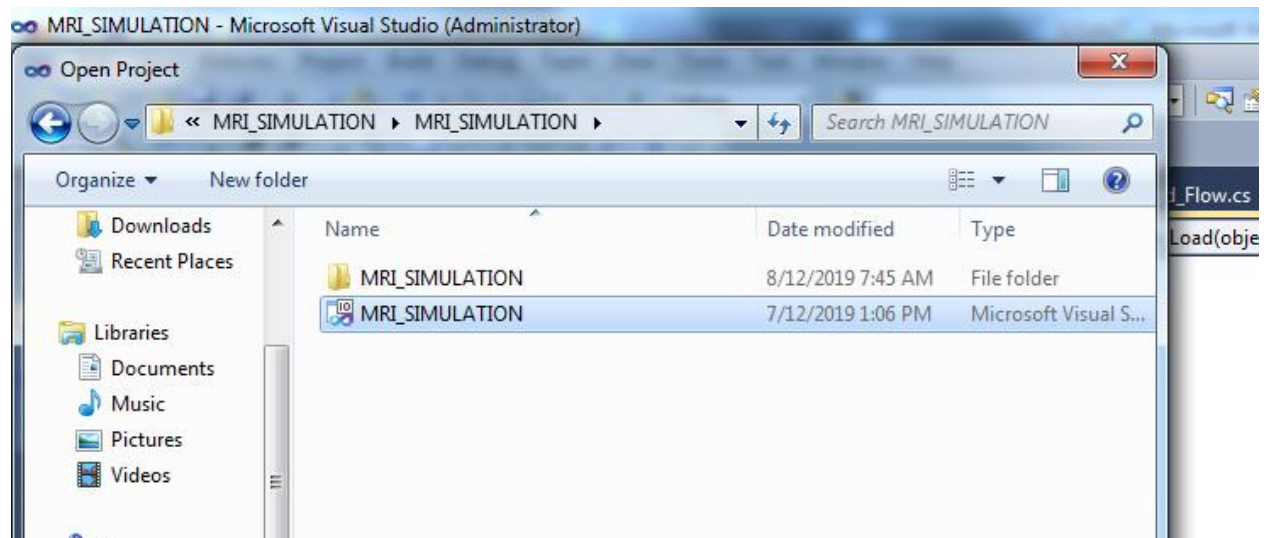 MRI_SIMULATION - Microsoft Visual Studio (Administrator)
Open Project
« MRI_SIMULATION ▸ MRI_SIMULATION ▸
Search MRI_SIMULATION
Organize ▾ New folder
Downloads
Recent Places
Libraries
Documents
Music
Pictures
Videos
Name Date modified Type
MRI_SIMULATION 8/12/2019 7:45 AM File folder
MRI_SIMULATION 7/12/2019 1:06 PM Microsoft Visual S...
d_Flow.cs
Load(obje